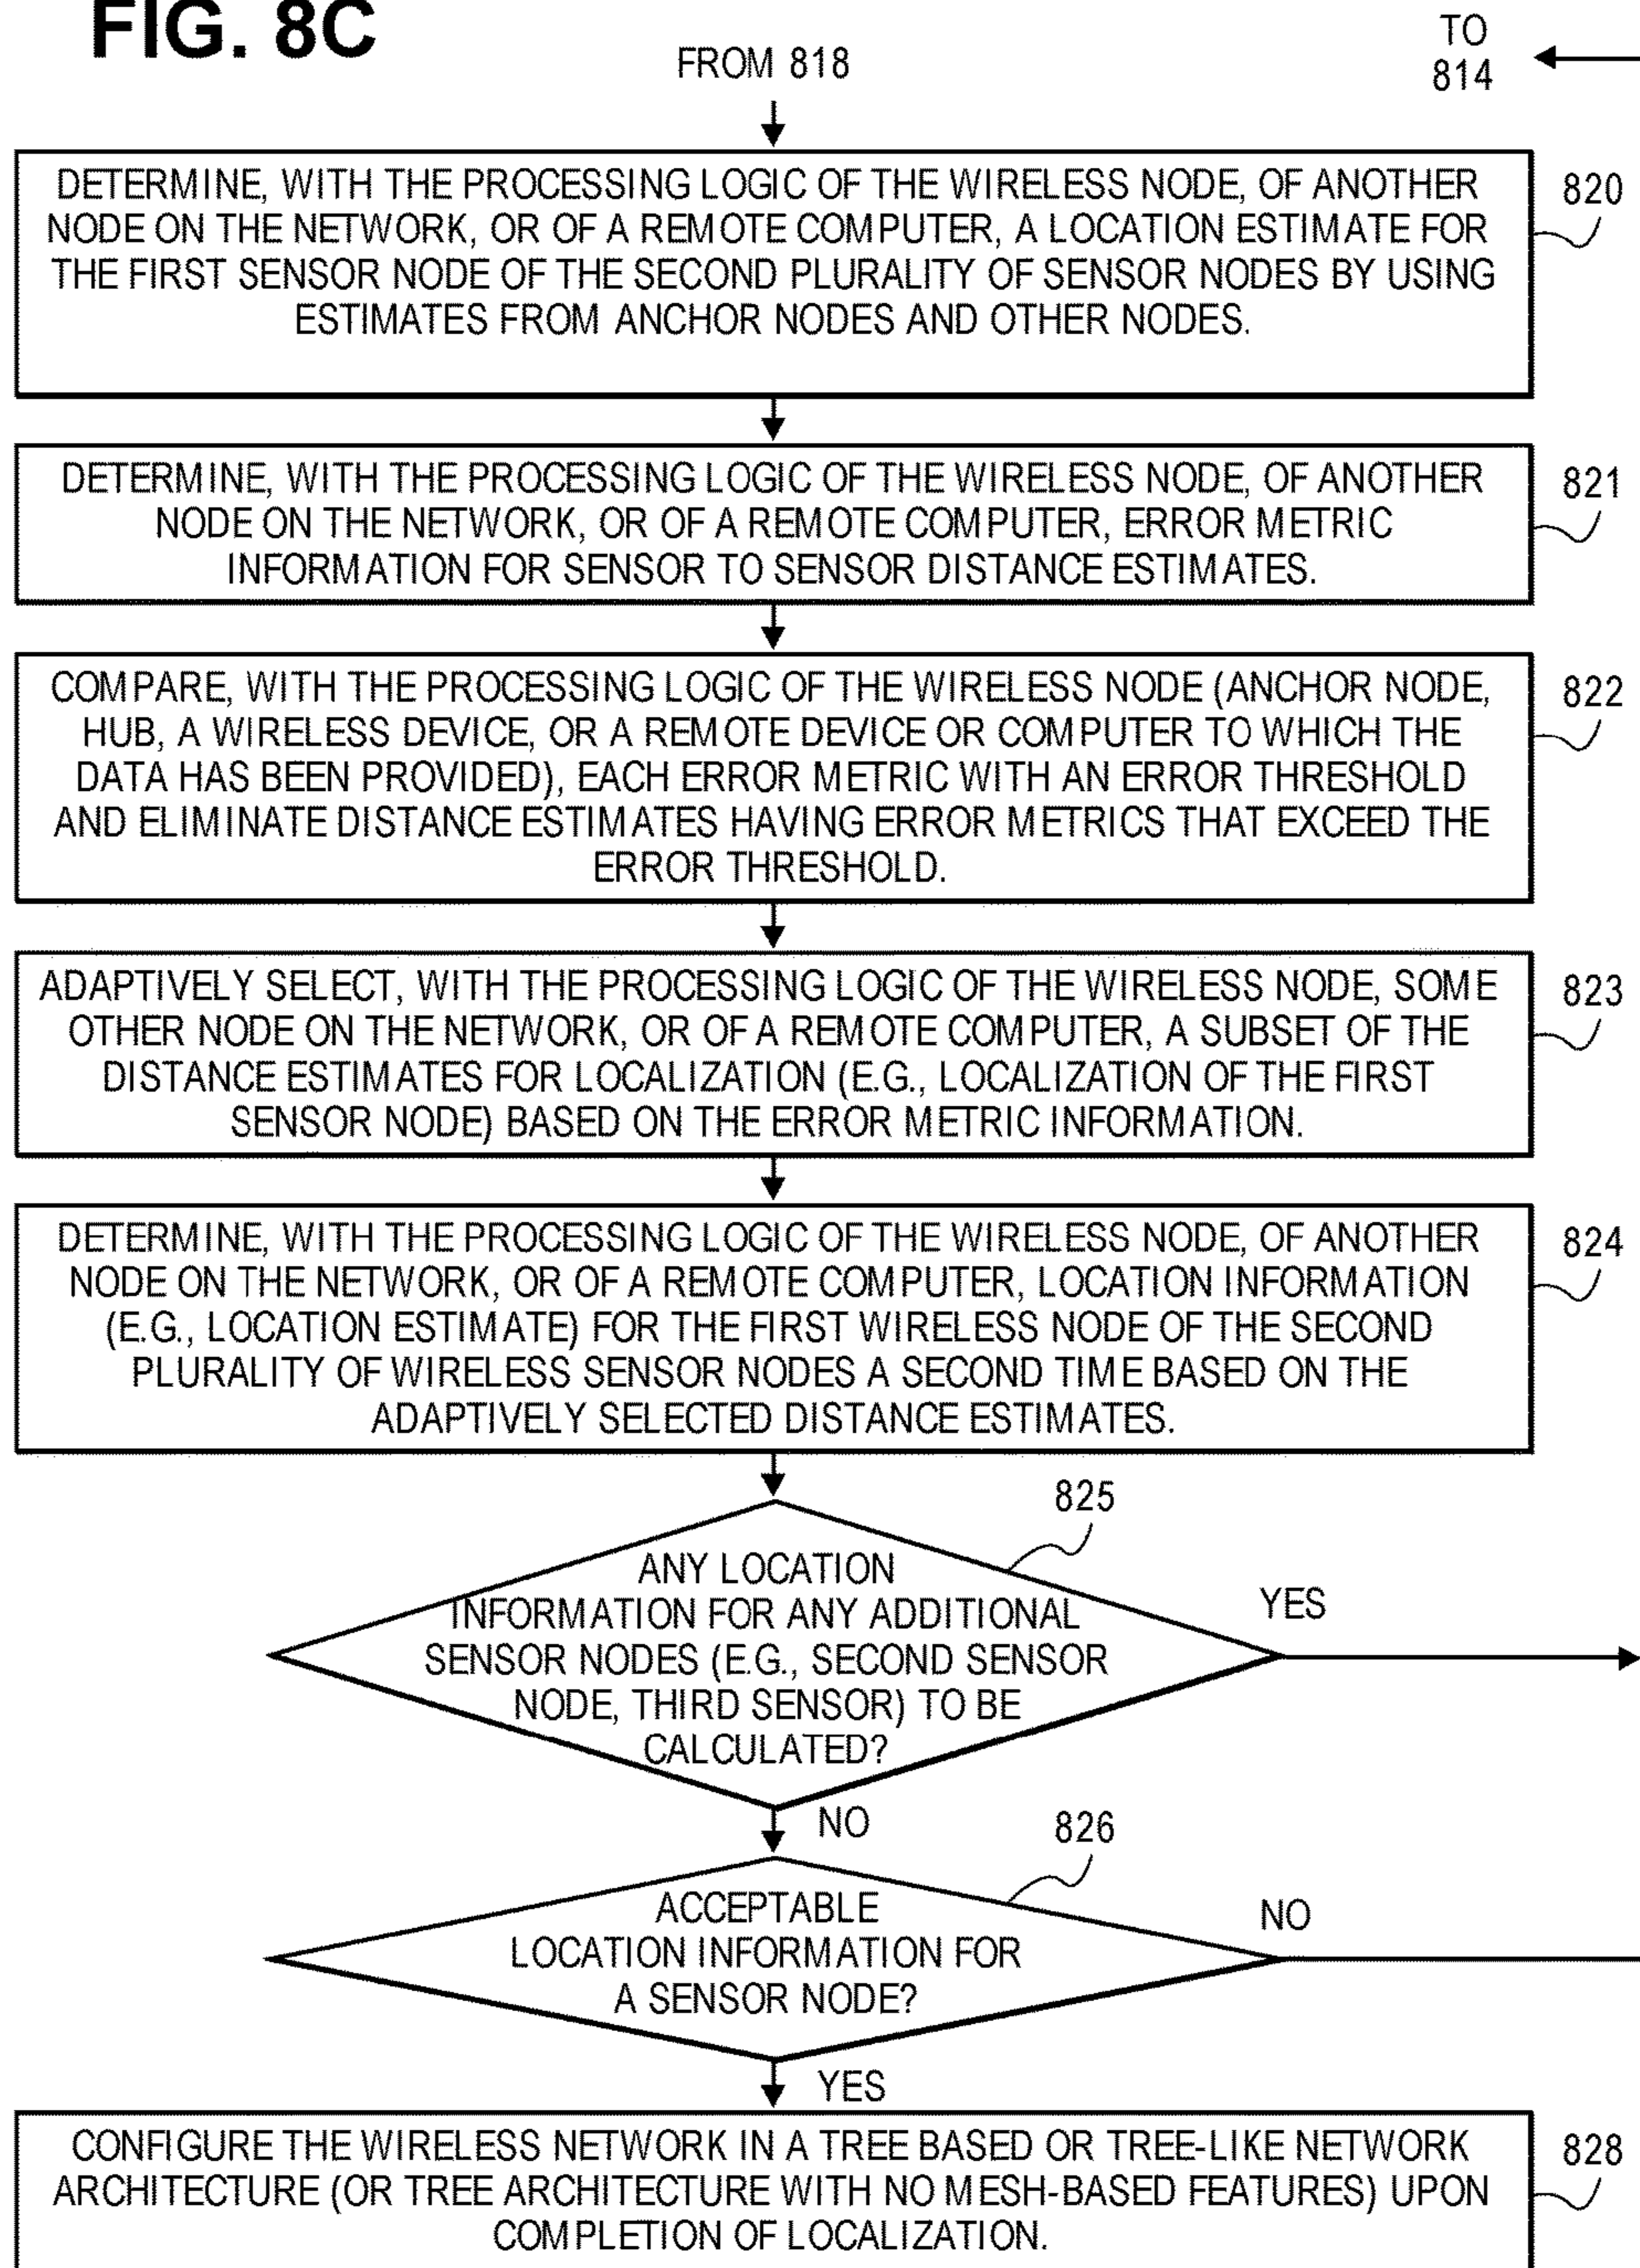 FIG. 8C
FROM 818
TO
814
DETERMINE, WITH THE PROCESSING LOGIC OF THE WIRELESS NODE, OF ANOTHER
NODE ON THE NETWORK, OR OF A REMOTE COMPUTER, A LOCATION ESTIMATE FOR
THE FIRST SENSOR NODE OF THE SECOND PLURALITY OF SENSOR NODES BY USING
ESTIMATES FROM ANCHOR NODES AND OTHER NODES.
820
DETERMINE, WITH THE PROCESSING LOGIC OF THE WIRELESS NODE, OF ANOTHER
NODE ON THE NETWORK, OR OF A REMOTE COMPUTER, ERROR METRIC
INFORMATION FOR SENSOR TO SENSOR DISTANCE ESTIMATES.
821
COMPARE, WITH THE PROCESSING LOGIC OF THE WIRELESS NODE (ANCHOR NODE,
HUB, A WIRELESS DEVICE, OR A REMOTE DEVICE OR COMPUTER TO WHICH THE
DATA HAS BEEN PROVIDED), EACH ERROR METRIC WITH AN ERROR THRESHOLD
AND ELIMINATE DISTANCE ESTIMATES HAVING ERROR METRICS THAT EXCEED THE
ERROR THRESHOLD.
822
ADAPTIVELY SELECT, WITH THE PROCESSING LOGIC OF THE WIRELESS NODE, SOME
OTHER NODE ON THE NETWORK, OR OF A REMOTE COMPUTER, A SUBSET OF THE
DISTANCE ESTIMATES FOR LOCALIZATION (E.G., LOCALIZATION OF THE FIRST
SENSOR NODE) BASED ON THE ERROR METRIC INFORMATION.
823
DETERMINE, WITH THE PROCESSING LOGIC OF THE WIRELESS NODE, OF ANOTHER
NODE ON THE NETWORK, OR OF A REMOTE COMPUTER, LOCATION INFORMATION
(E.G., LOCATION ESTIMATE) FOR THE FIRST WIRELESS NODE OF THE SECOND
PLURALITY OF WIRELESS SENSOR NODES A SECOND TIME BASED ON THE
ADAPTIVELY SELECTED DISTANCE ESTIMATES.
824
825
ANY LOCATION
INFORMATION FOR ANY ADDITIONAL
SENSOR NODES (E.G., SECOND SENSOR
NODE, THIRD SENSOR) TO BE
CALCULATED?
YES
NO
826
ACCEPTABLE
LOCATION INFORMATION FOR
A SENSOR NODE?
NO
YES
CONFIGURE THE WIRELESS NETWORK IN A TREE BASED OR TREE-LIKE NETWORK
ARCHITECTURE (OR TREE ARCHITECTURE WITH NO MESH-BASED FEATURES) UPON
COMPLETION OF LOCALIZATION.
828